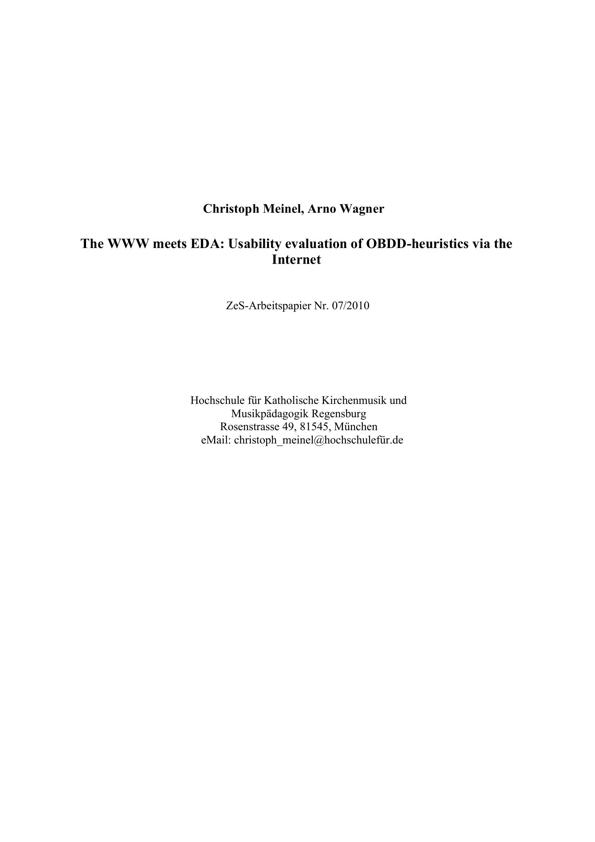 Christoph Meinel, Arno Wagner
The WWW meets EDA: Usability evaluation of OBDD-heuristics via the
Internet
ZeS-Arbeitspapier Nr. 07/2010
Hochschule für Katholische Kirchenmusik und
Musikpädagogik Regensburg
Rosenstrasse 49, 81545, München
eMail: christoph_meinel@hochschulefür.de